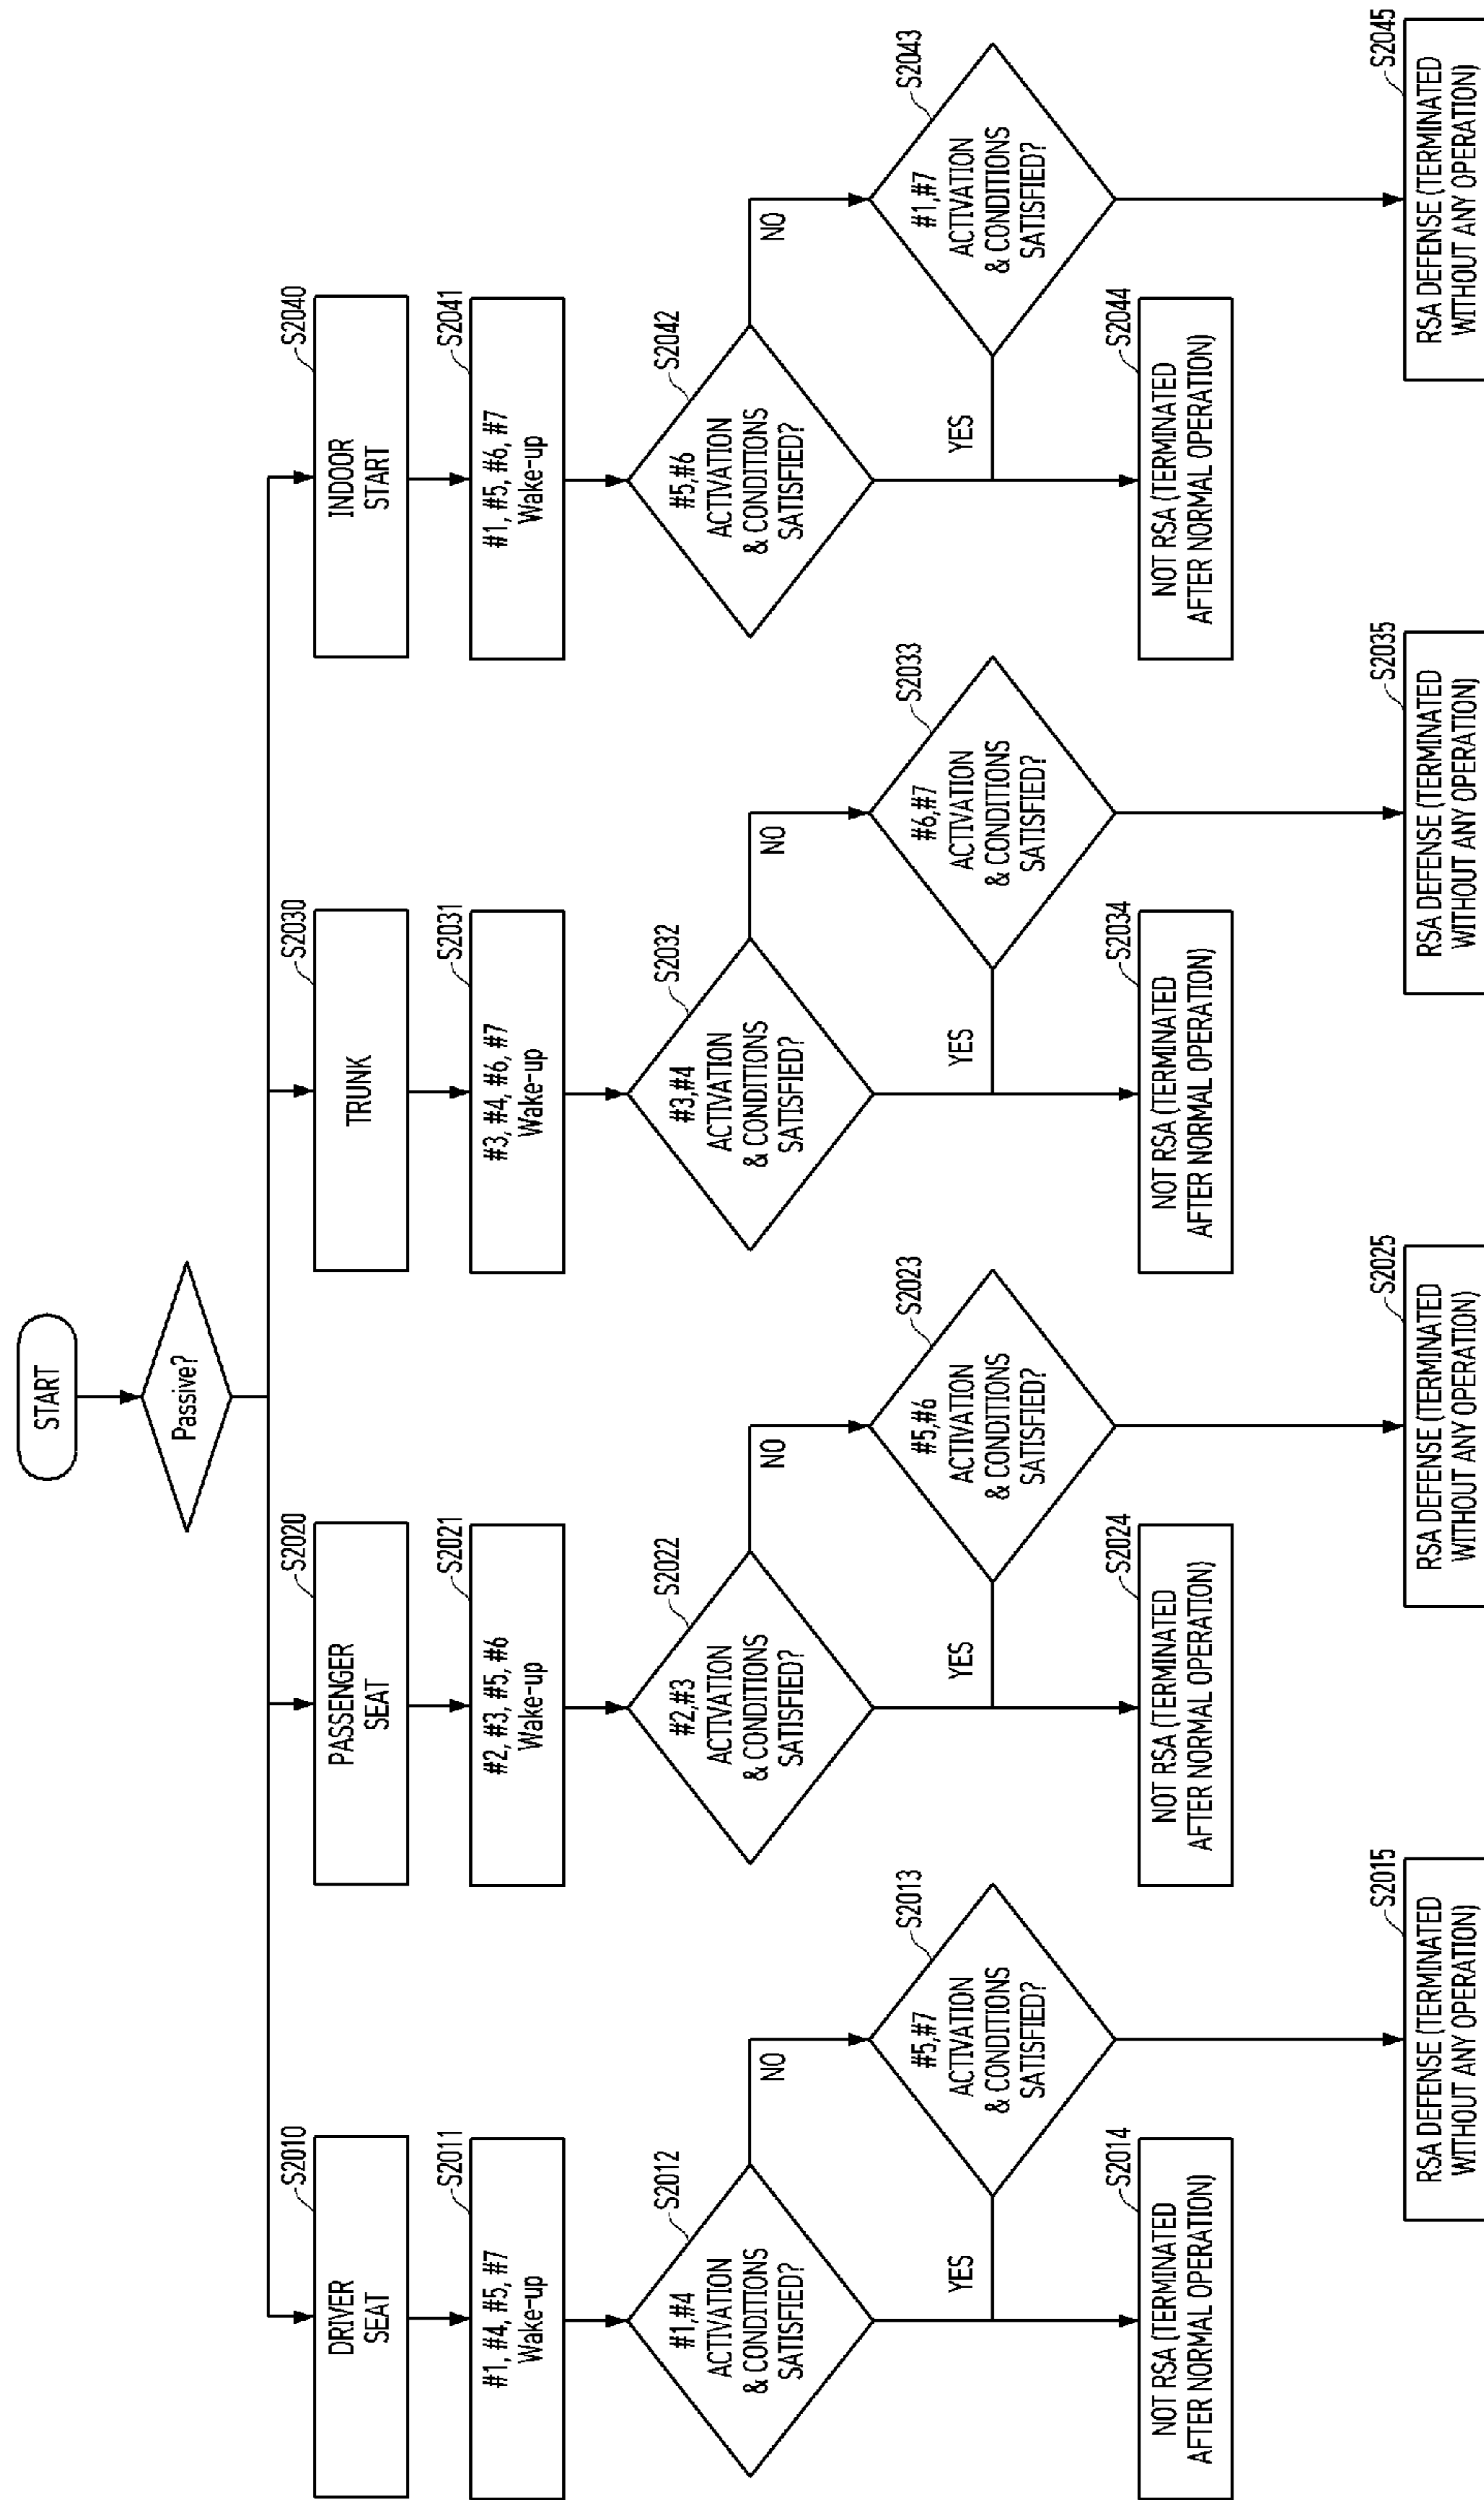 START
Passive?
S2010
DRIVER
SEAT
S2011
#1, #4, #5, #7
Wake-up
S2012
#1,#4
ACTIVATION
& CONDITIONS
SATISFIED?
NO
S2013
#5,#7
ACTIVATION
& CONDITIONS
SATISFIED?
YES
S2014
NOT RSA (TERMINATED
AFTER NORMAL OPERATION)
S2015
RSA DEFENSE (TERMINATED
WITHOUT ANY OPERATION)
S2020
PASSENGER
SEAT
S2021
#2, #3, #5, #6
Wake-up
S2022
#2,#3
ACTIVATION
& CONDITIONS
SATISFIED?
NO
S2023
#5,#6
ACTIVATION
& CONDITIONS
SATISFIED?
YES
S2024
NOT RSA (TERMINATED
AFTER NORMAL OPERATION)
S2025
RSA DEFENSE (TERMINATED
WITHOUT ANY OPERATION)
S2030
TRUNK
S2031
#3, #4, #6, #7
Wake-up
S2032
#3,#4
ACTIVATION
& CONDITIONS
SATISFIED?
NO
S2033
#6,#7
ACTIVATION
& CONDITIONS
SATISFIED?
YES
S2034
NOT RSA (TERMINATED
AFTER NORMAL OPERATION)
S2035
RSA DEFENSE (TERMINATED
WITHOUT ANY OPERATION)
S2040
INDOOR
START
S2041
#1, #5, #6, #7
Wake-up
S2042
#5,#6
ACTIVATION
& CONDITIONS
SATISFIED?
NO
S2043
#1,#7
ACTIVATION
& CONDITIONS
SATISFIED?
YES
S2044
NOT RSA (TERMINATED
AFTER NORMAL OPERATION)
S2045
RSA DEFENSE (TERMINATED
WITHOUT ANY OPERATION)